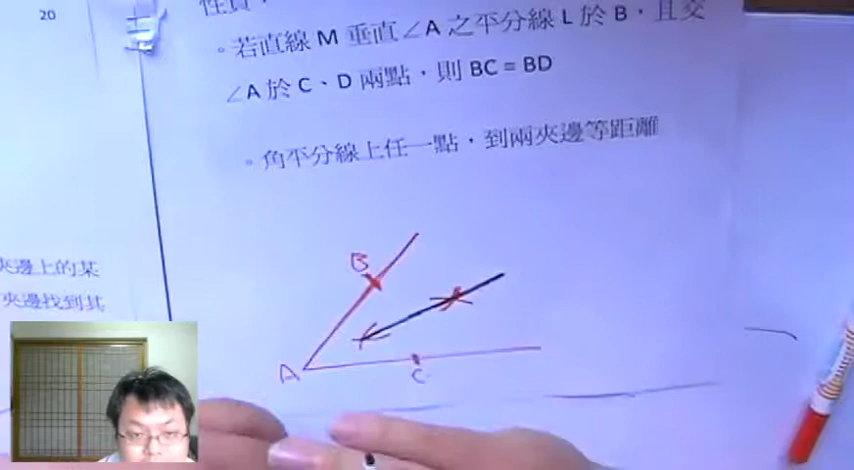 20
性質：
。若直線 M 垂直∠A 之平分線 L 於 B，且交
∠A 於 C、D 兩點，則 BC = BD
。角平分線上任一點，到兩夾邊等距離
夾邊上的某
夾邊找到其
B
A
C